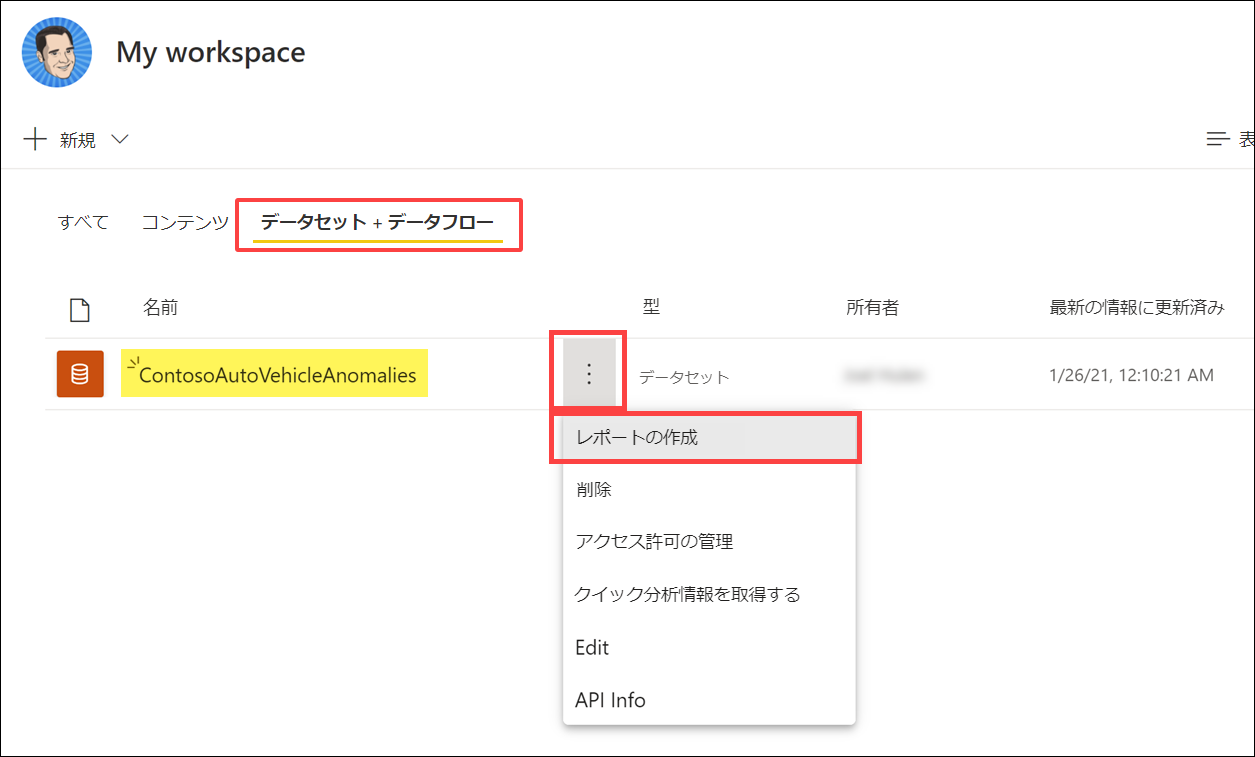 My workspace
新規
表
すべて コンテンツ データセット + データフロー
名前 型 所有者 最新の情報に更新済み
ContosoAutoVehicleAnomalies データセット 1/26/21, 12:10:21 AM
レポートの作成
削除
アクセス許可の管理
クイック分析情報を取得する
Edit
API Info